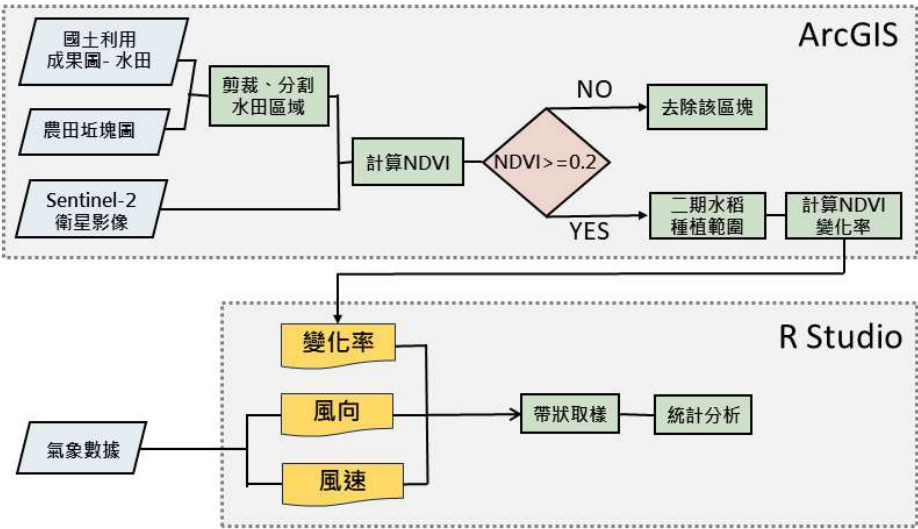 ArcGIS
國土利用
成果圖- 水田
農田坵塊圖
剪裁、分割
水田區域
Sentinel-2
衛星影像
計算NDVI
NDVI>=0.2
NO
去除該區塊
YES
二期水稻
種植範圍
計算NDVI
變化率
R Studio
變化率
風向
風速
氣象數據
帶狀取樣
統計分析